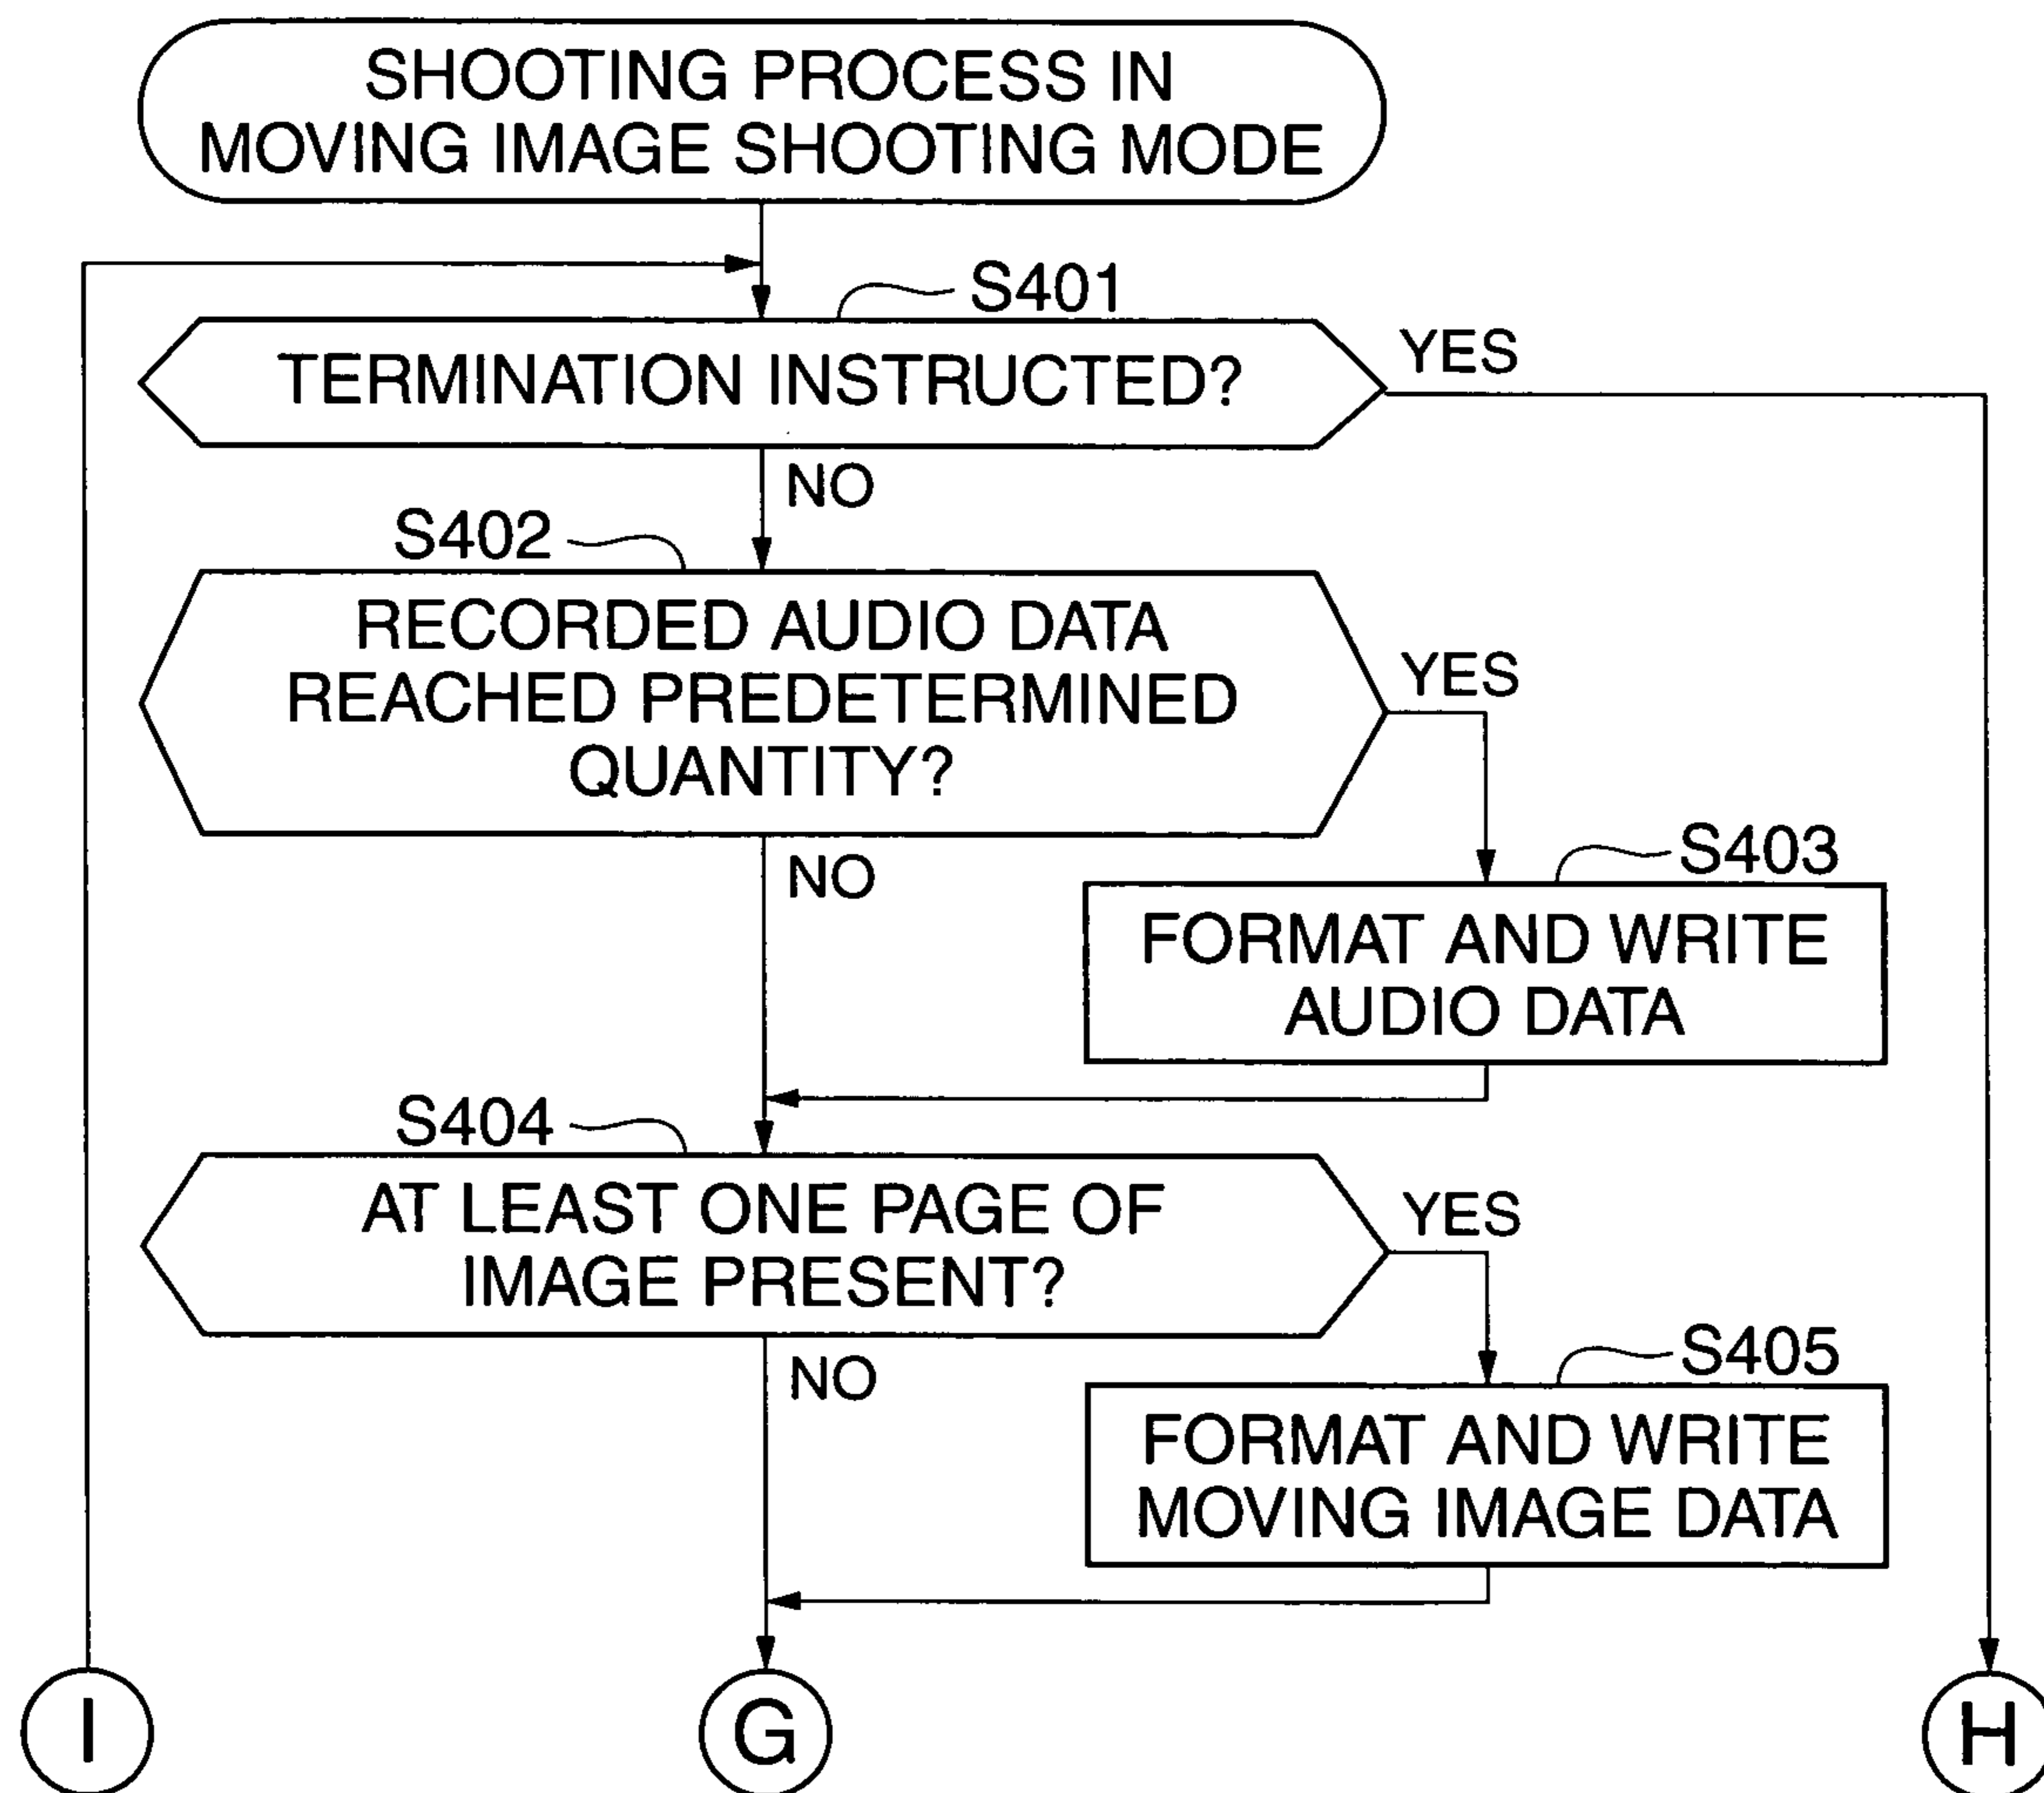 SHOOTING PROCESS IN
MOVING IMAGE SHOOTING MODE
S401
TERMINATION INSTRUCTED?
YES
NO
S402
RECORDED AUDIO DATA
REACHED PREDETERMINED
QUANTITY?
YES
NO
S403
FORMAT AND WRITE
AUDIO DATA
S404
AT LEAST ONE PAGE OF
IMAGE PRESENT?
YES
NO
S405
FORMAT AND WRITE
MOVING IMAGE DATA
I
G
H